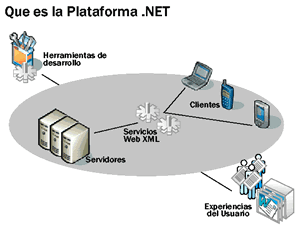 Que es la Plataforma .NET
Herramientas de
desarrollo
Clientes
Servicios
Web XML
Servidores
Experiencias
del Usuario